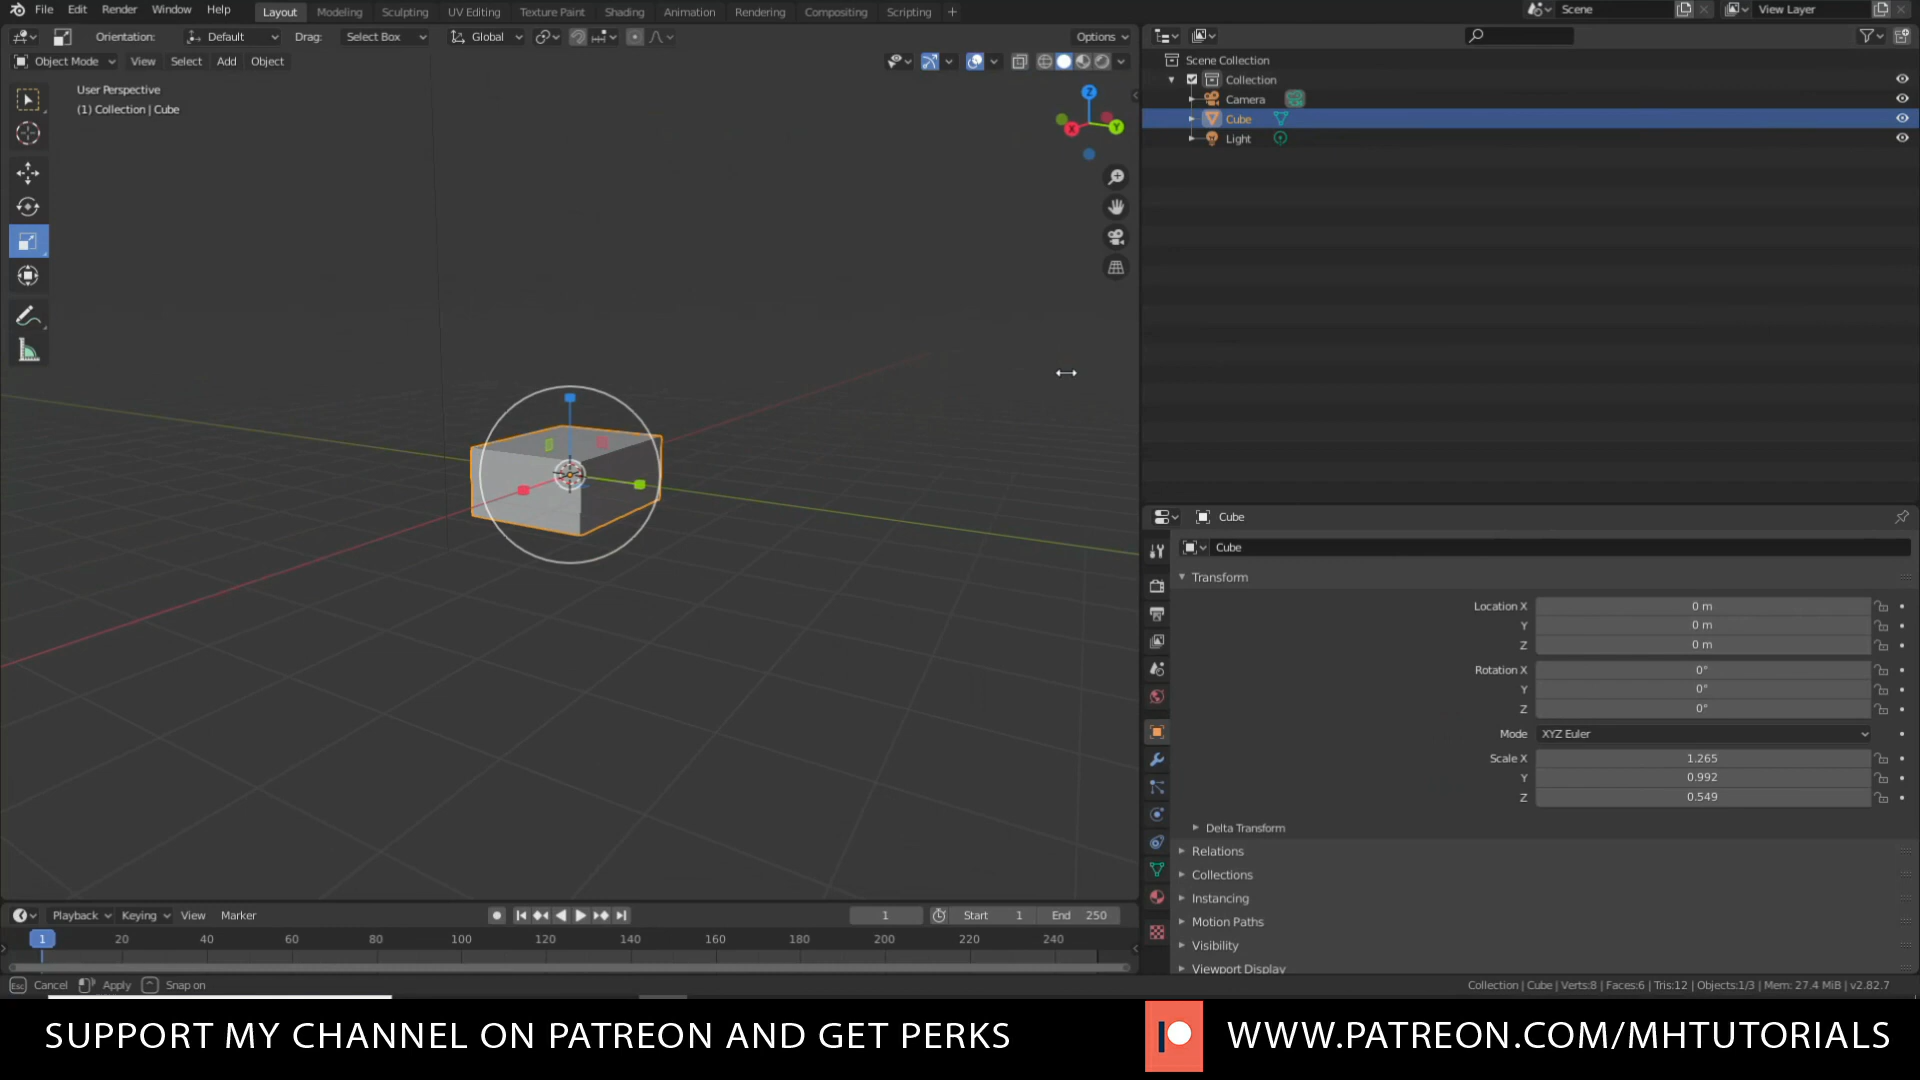 File Edit Render Window Help Layout Modeling Sculpting UV Editing Texture Paint Shading Animation Rendering Compositing Scripting + Scene View Layer
Orientation: Default Drag: Select Box Global Options
Object Mode View Select Add Object
User Perspective
(1) Collection | Cube
Z
X Y
Scene Collection
Collection
Camera
Cube
Light
Cube
Cube
Transform
Location X 0 m
Y 0 m
Z 0 m
Rotation X 0°
Y 0°
Z 0°
Mode XYZ Euler
Scale X 1.265
Y 0.992
Z 0.549
Delta Transform
Relations
Collections
Instancing
Motion Paths
Visibility
Viewport Display
Playback Keying View Marker 1 Start 1 End 250
1 20 40 60 80 100 120 140 160 180 200 220 240
Esc Cancel Apply Snap on Collection | Cube | Verts:8 | Faces:6 | Tris:12 | Objects:1/3 | Mem: 27.4 MiB | v2.82.7
SUPPORT MY CHANNEL ON PATREON AND GET PERKS WWW.PATREON.COM/MHTUTORIALS